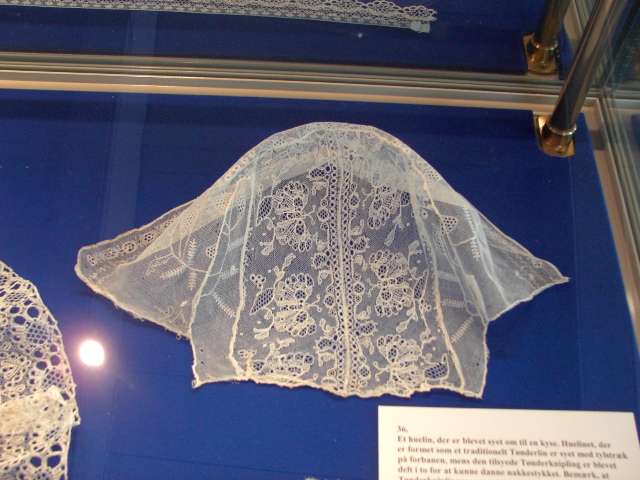 36.
Et huelin, der er blevet syet om til en kyse. Huelinet, der
er formet som et traditionelt Tønderlin er syet med tylstræk
på forbanen, mens den tilsyede Tønderknipling er blevet
delt i to for at kunne danne nakkestykket. Bemærk, at